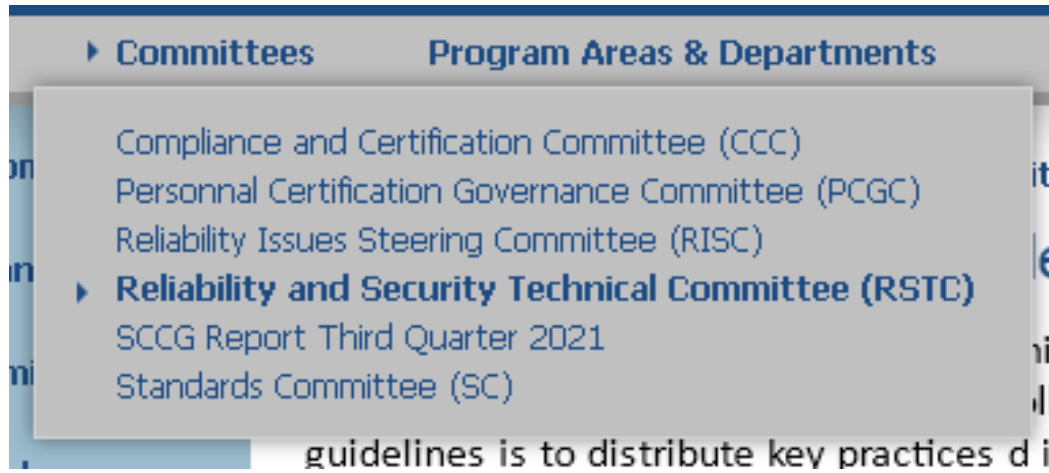 Committees Program Areas & Departments
Compliance and Certification Committee (CCC)
Personnal Certification Governance Committee (PCGC)
Reliability Issues Steering Committee (RISC)
Reliability and Security Technical Committee (RSTC)
SCCG Report Third Quarter 2021
Standards Committee (SC)
guidelines is to distribute key practices d i